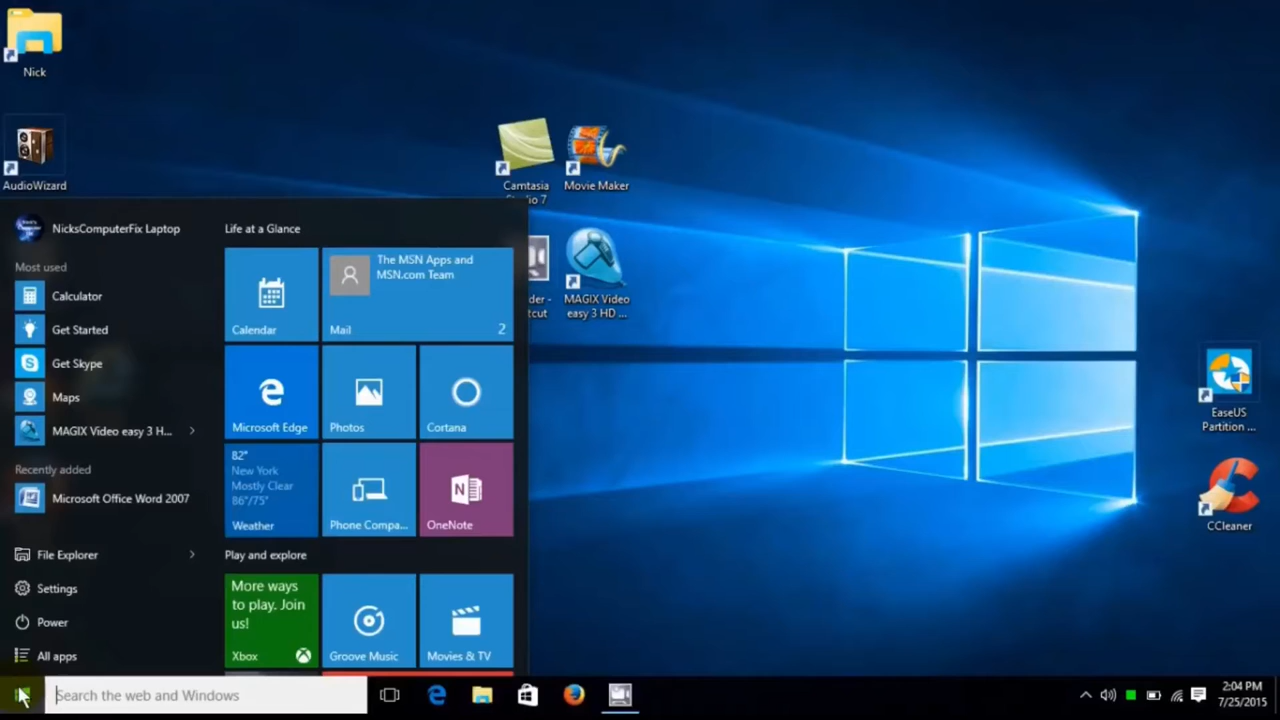 Nick
AudioWizard
Camtasia
Studio 7
Movie Maker
MAGIX Video
easy 3 HD ...
EaseUS
Partition ...
CCleaner
NicksComputerFix Laptop
Most used
Calculator
Get Started
Get Skype
Maps
MAGIX Video easy 3 H...
Recently added
Microsoft Office Word 2007
File Explorer
Settings
Power
All apps
Life at a Glance
Calendar
The MSN Apps and
MSN.com Team
Mail 2
Microsoft Edge
Photos
Cortana
82°
New York
Mostly Clear
86°/75°
Weather
Phone Compa...
OneNote
Play and explore
More ways
to play. Join
us!
Xbox
Groove Music
Movies & TV
Search the web and Windows
2:04 PM
7/25/2015